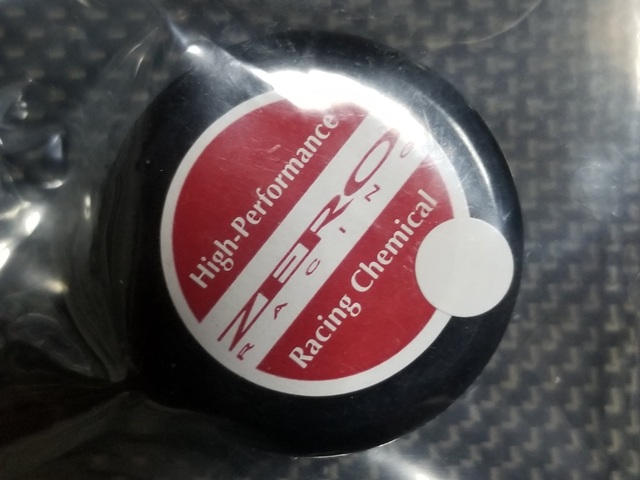 High-Performance
ZERO
RACING
Racing Chemical